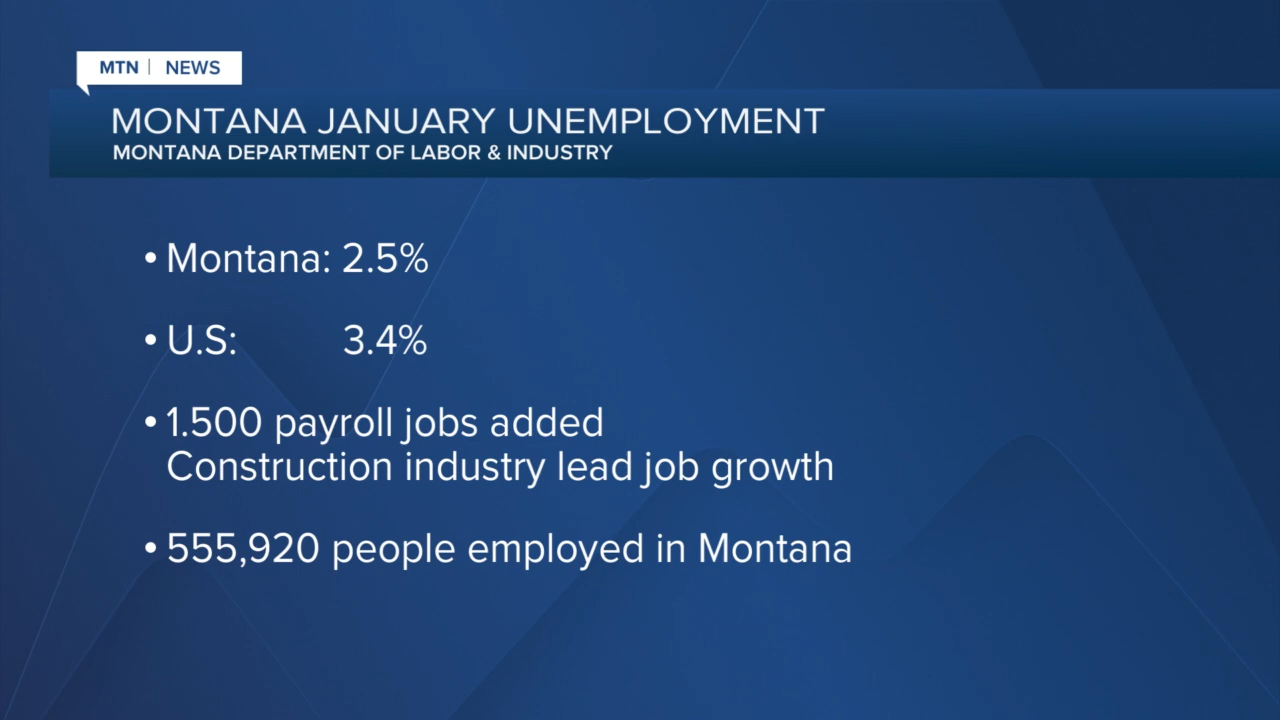 MTN | NEWS
MONTANA JANUARY UNEMPLOYMENT
MONTANA DEPARTMENT OF LABOR & INDUSTRY
• Montana: 2.5%
• U.S: 3.4%
• 1.500 payroll jobs added
Construction industry lead job growth
• 555,920 people employed in Montana